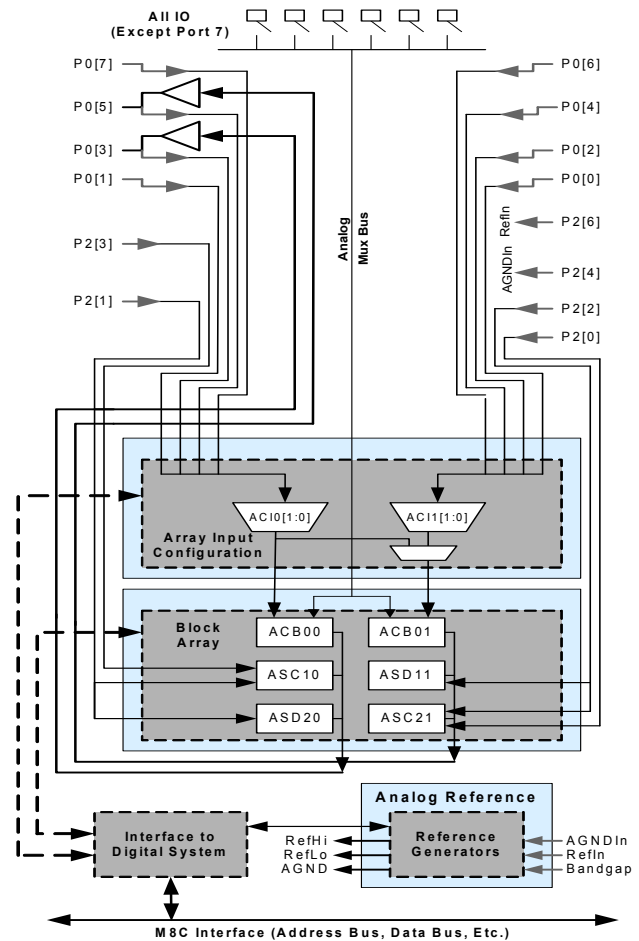 All IO
(Except Port 7)
P0[7]
P0[5]
P0[3]
P0[1]
P2[3]
P2[1]
P0[6]
P0[4]
P0[2]
P0[0]
P2[6]
P2[4]
P2[2]
P2[0]
AGNDIn RefIn
Analog
Mux Bus
ACI0[1:0]
ACI1[1:0]
Array Input
Configuration
Block
Array
ACB00
ACB01
ASC10
ASD11
ASD20
ASC21
Analog Reference
Interface to
Digital System
RefHi
RefLo
AGND
Reference
Generators
AGNDIn
RefIn
Bandgap
M8C Interface (Address Bus, Data Bus, Etc.)